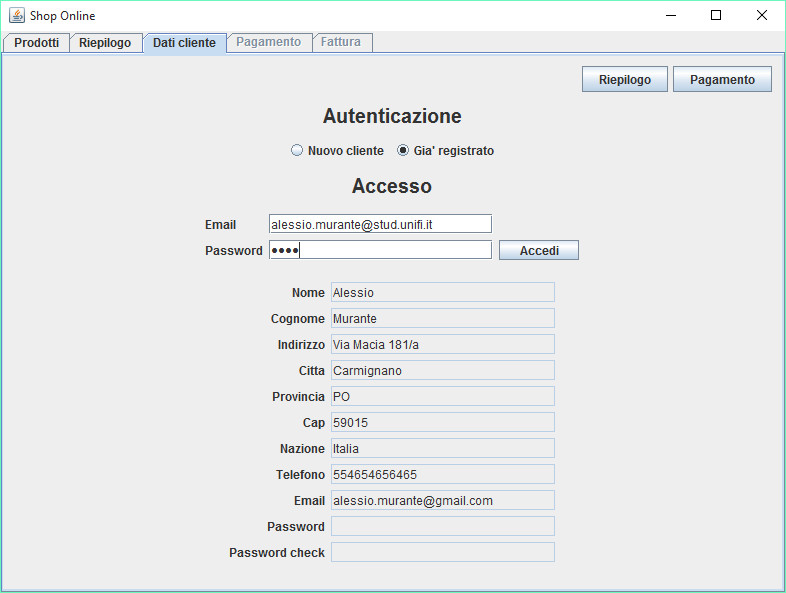 Shop Online
Prodotti Riepilogo Dati cliente Pagamento Fattura
Riepilogo Pagamento
Autenticazione
Nuovo cliente Gia' registrato
Accesso
Email alessio.murante@stud.unifi.it
Password ●●●● Accedi
Nome Alessio
Cognome Murante
Indirizzo Via Macia 181/a
Citta Carmignano
Provincia PO
Cap 59015
Nazione Italia
Telefono 554654656465
Email alessio.murante@gmail.com
Password
Password check